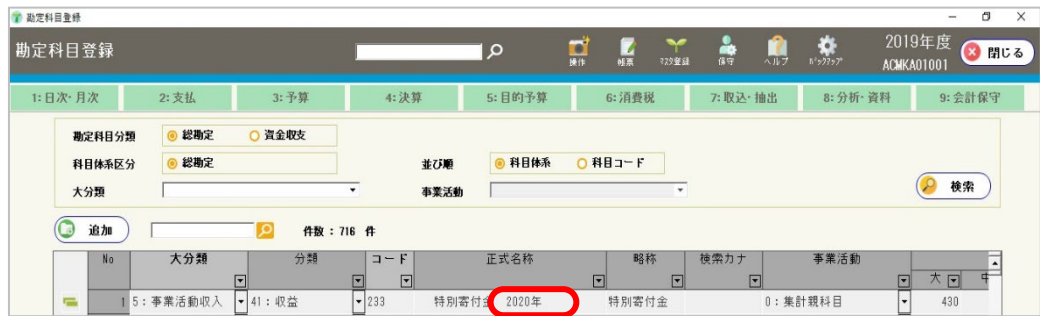 勘定科目登録
勘定科目登録
操作 帳票 ﾏｽﾀ登録 保守 ヘルプ ﾊﾞｯｸｱｯﾌﾟ
2019年度
ACMKA01001
閉じる
1:日次･月次 2:支払 3:予算 4:決算 5:目的予算 6:消費税 7:取込･抽出 8:分析･資料 9:会計保守
勘定科目分類 総勘定 資金収支
科目体系区分 総勘定 並び順 科目体系 科目コード
大分類 事業活動 検索
追加 件数:716 件
No 大分類 分類 コード 正式名称 略称 検索カナ 事業活動
大 中
1 5:事業活動収入 41:収益 233 特別寄付金 2020年 特別寄付金 0:集計親科目 430